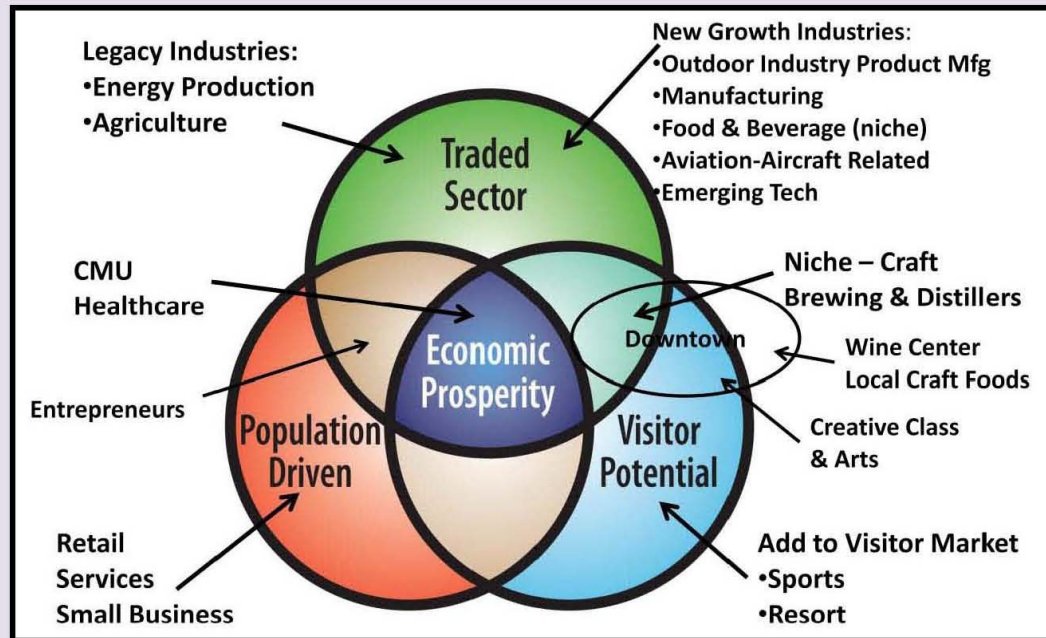 Legacy Industries:
•Energy Production
•Agriculture
New Growth Industries:
•Outdoor Industry Product Mfg
•Manufacturing
•Food & Beverage (niche)
•Aviation-Aircraft Related
•Emerging Tech
Traded
Sector
CMU
Healthcare
Niche – Craft
Brewing & Distillers
Downtown
Economic
Prosperity
Wine Center
Local Craft Foods
Entrepreneurs
Population
Driven
Visitor
Potential
Creative Class
& Arts
Retail
Services
Small Business
Add to Visitor Market
•Sports
•Resort